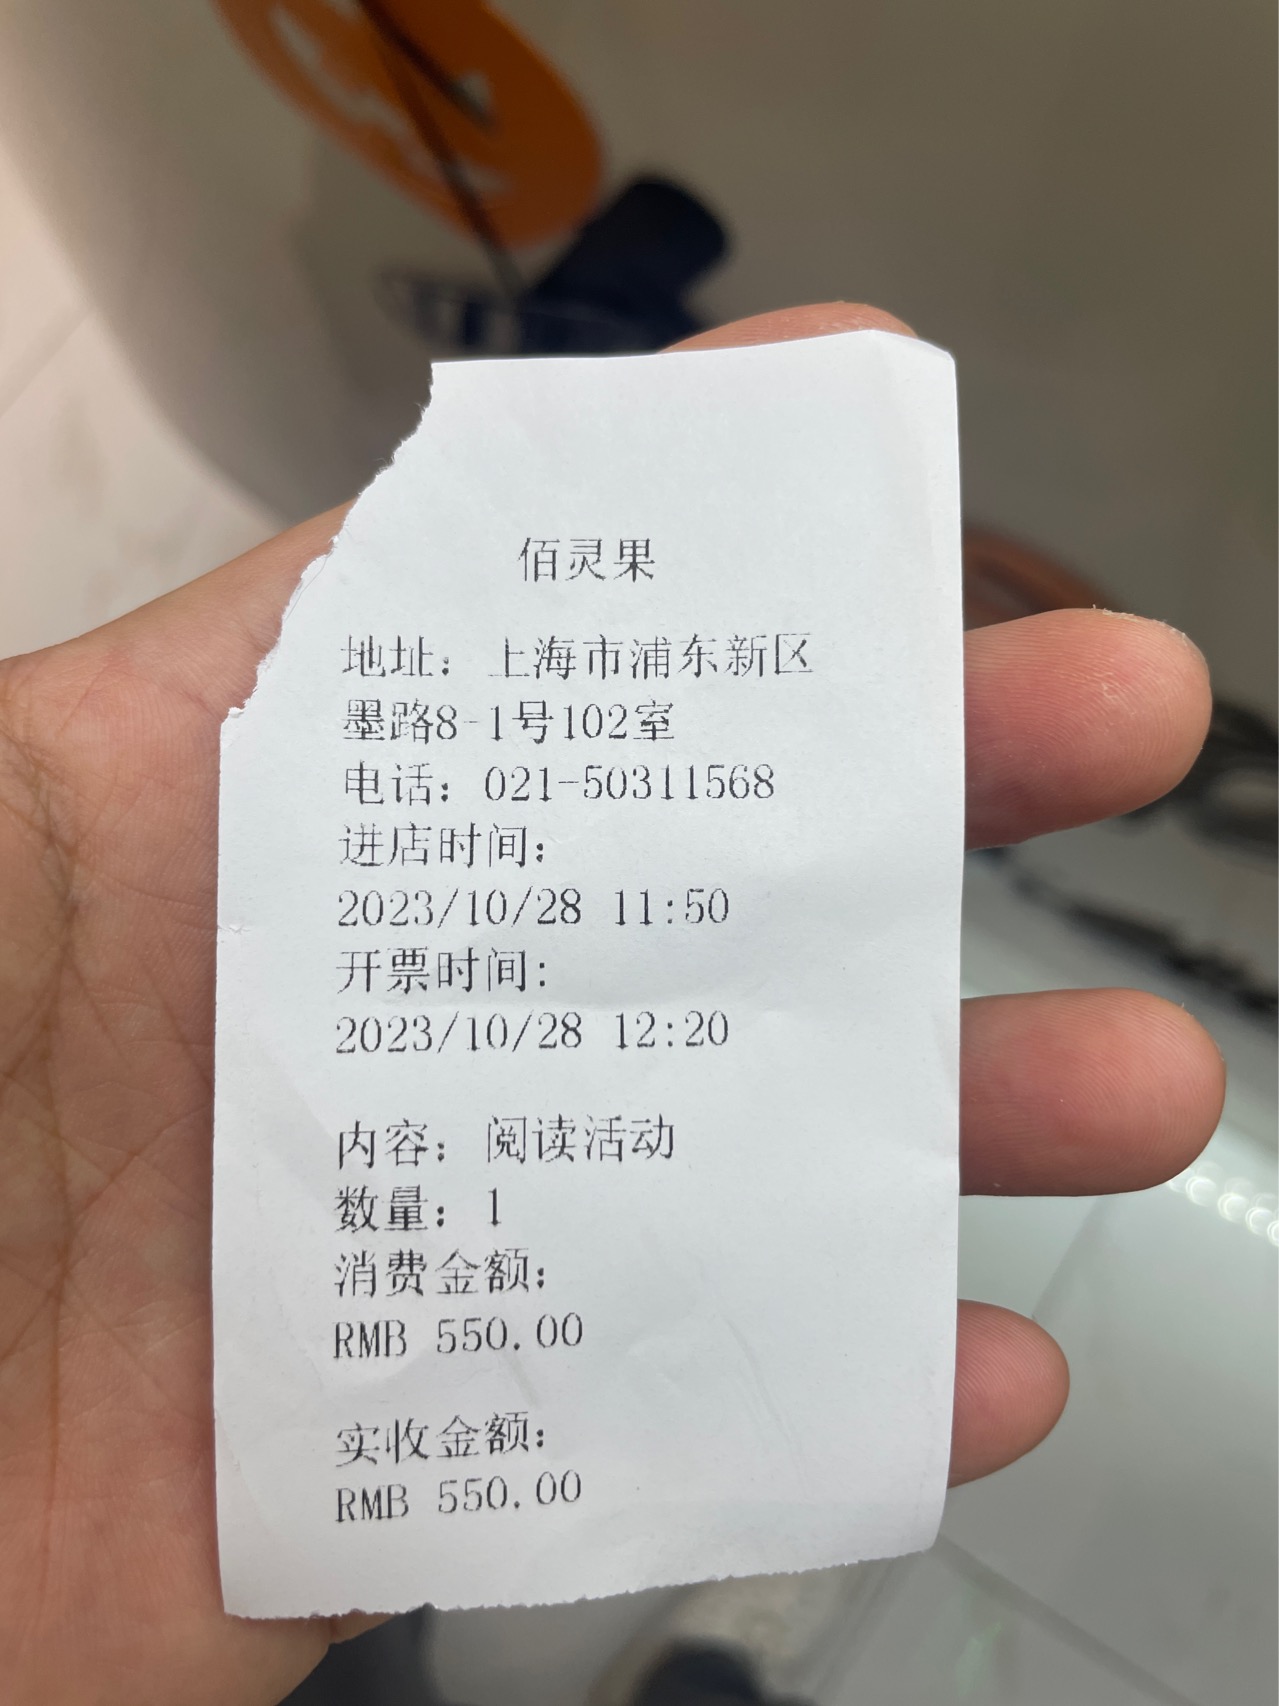 佰灵果
地址：上海市浦东新区
墨路8-1号102室
电话：021-50311568
进店时间：
2023/10/28 11:50
开票时间：
2023/10/28 12:20
内容：阅读活动
数量：1
消费金额：
RMB 550.00
实收金额：
RMB 550.00